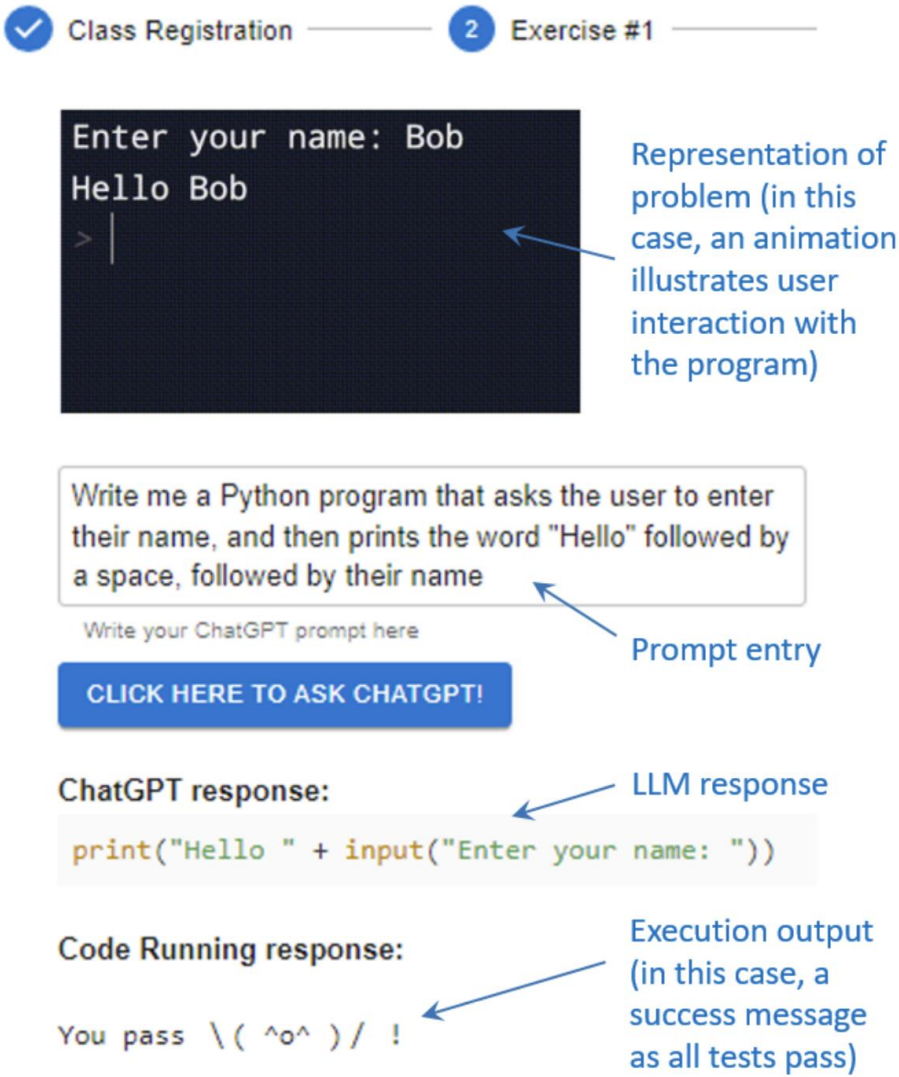 2
Class Registration
Exercise #1
Enter your name: Bob
Hello Bob
>
Representation of
problem (in this
case, an animation
illustrates user
interaction with
the program)
Write me a Python program that asks the user to enter
their name, and then prints the word "Hello" followed by
a space, followed by their name
Write your ChatGPT prompt here
Prompt entry
CLICK HERE TO ASK CHATGPT!
ChatGPT response:
LLM response
print("Hello " + input("Enter your name: "))
Code Running response:
Execution output
(in this case, a
success message
as all tests pass)
You pass \( ^o^ )/ !